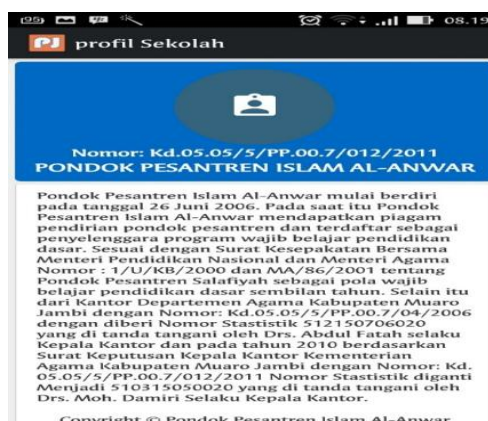 (95)
08.19
PJ profil Sekolah
Nomor: Kd.05.05/5/PP.00.7/012/2011
PONDOK PESANTREN ISLAM AL-ANWAR
Pondok Pesantren Islam Al-Anwar mulai berdiri
pada tanggal 26 Juni 2006. Pada saat itu Pondok
Pesantren Islam Al-Anwar mendapatkan piagam
pendirian pondok pesantren dan terdaftar sebagai
penyelenggara program wajib belajar pendidikan
dasar. Sesuai dengan Surat Kesepakatan Bersama
Menteri Pendidikan Nasional dan Menteri Agama
Nomor : 1/U/KB/2000 dan MA/86/2001 tentang
Pondok Pesantren Salafiyah sebagai pola wajib
belajar pendidikan dasar sembilan tahun. Selain itu
dari Kantor Departemen Agama Kabupaten Muaro
Jambi dengan Nomor: Kd.05.05/5/PP.00.7/04/2006
dengan diberi Nomor Stastistik 512150706020
yang di tanda tangani oleh Drs. Abdul Fatah selaku
Kepala Kantor dan pada tahun 2010 berdasarkan
Surat Keputusan Kepala Kantor Kementerian
Agama Kabupaten Muaro Jambi dengan Nomor: Kd.
05.05/5/PP.00.7/012/2011 Nomor Stastistik diganti
Menjadi 510315050020 yang di tanda tangani oleh
Drs. Moh. Damiri Selaku Kepala Kantor.
Copyright © Pondok Pesantren Islam Al-Anwar